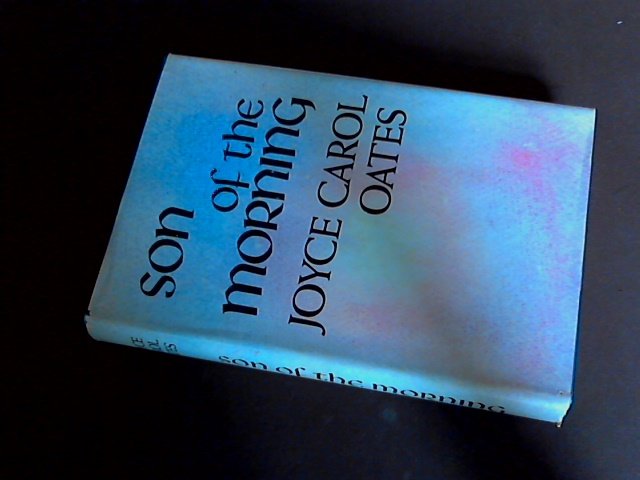 son
of the
morning
JOYCE CAROL
OATES
son of the morning